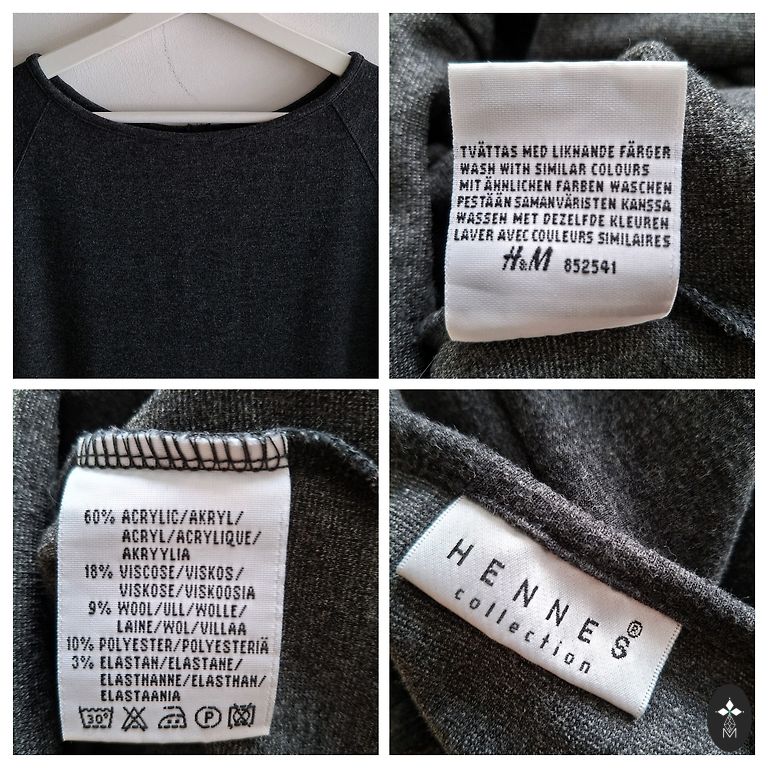 TVÄTTAS MED LIKNANDE FÄRGER
WASH WITH SIMILAR COLOURS
MIT ÄHNLICHEN FARBEN WASCHEN
PESTÄÄN SAMANVÄRISTEN KANSSA
WASSEN MET DEZELFDE KLEUREN
LAVER AVEC COULEURS SIMILAIRES
H&M 852541
60% ACRYLIC/AKRYL/
ACRYL/ACRYLIQUE/
AKRYYLIA
18% VISCOSE/VISKOS/
VISKOSE/VISKOOSIA
9% WOOL/ULL/WOLLE/
LAINE/WOL/VILLAA
10% POLYESTER/POLYESTERIÄ
3% ELASTAN/ELASTANE/
ELASTHANNE/ELASTHAN/
ELASTAANIA
30° P
HENNES®
collection
M